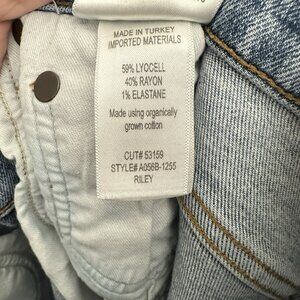 MADE IN TURKEY
IMPORTED MATERIALS
59% LYOCELL
40% RAYON
1% ELASTANE
Made using organically
grown cotton
CUT# 53159
STYLE# A056B-1255
RILEY